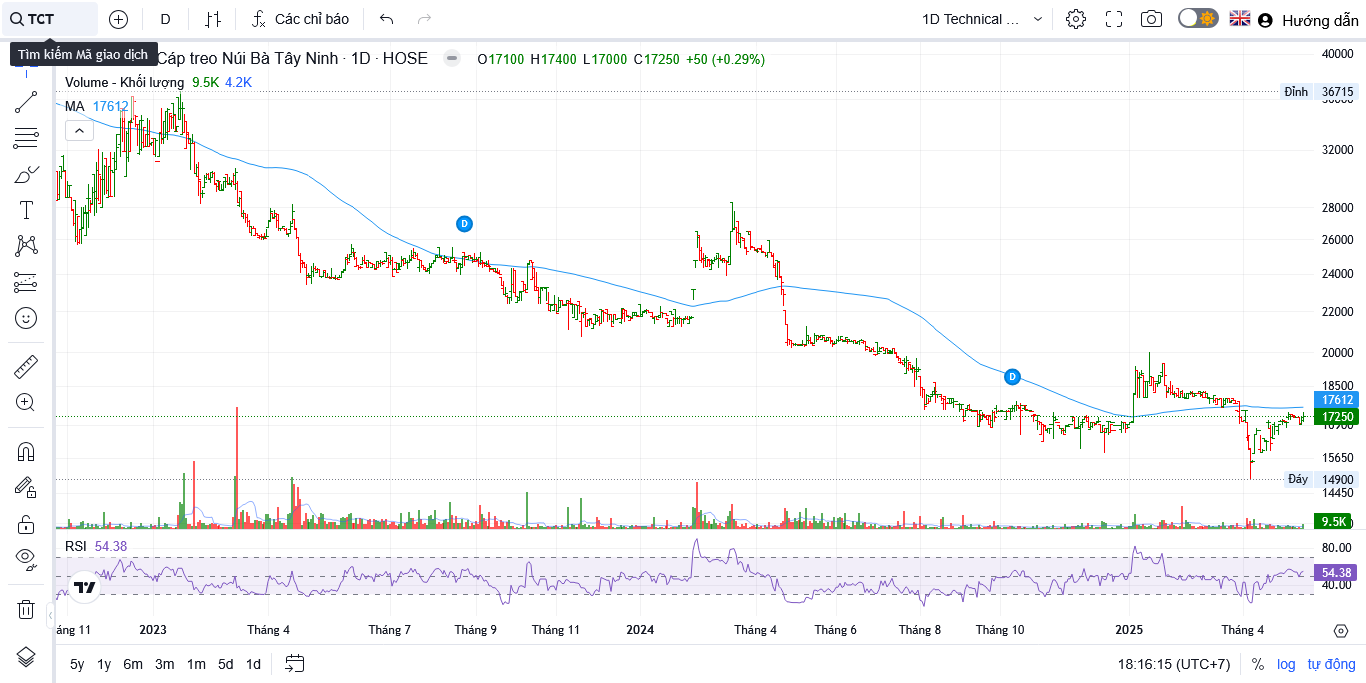 TCT
D
Các chỉ báo
1D Technical ...
Hướng dẫn
Tìm kiếm Mã giao dịch
Cáp treo Núi Bà Tây Ninh · 1D · HOSE
O17100 H17400 L17000 C17250 +50 (+0.29%)
Volume - Khối lượng 9.5K 4.2K
MA 17612
40000
Đỉnh 36715
32000
28000
26000
24000
22000
20000
18500
17612
17250
15650
Đáy 14900
14450
9.5K
D
D
RSI 54.38
80.00
54.38
40.00
áng 11 2023 Tháng 4 Tháng 7 Tháng 9 Tháng 11 2024 Tháng 4 Tháng 6 Tháng 8 Tháng 10 2025 Tháng 4
5y 1y 6m 3m 1m 5d 1d
18:16:15 (UTC+7) % log tự động